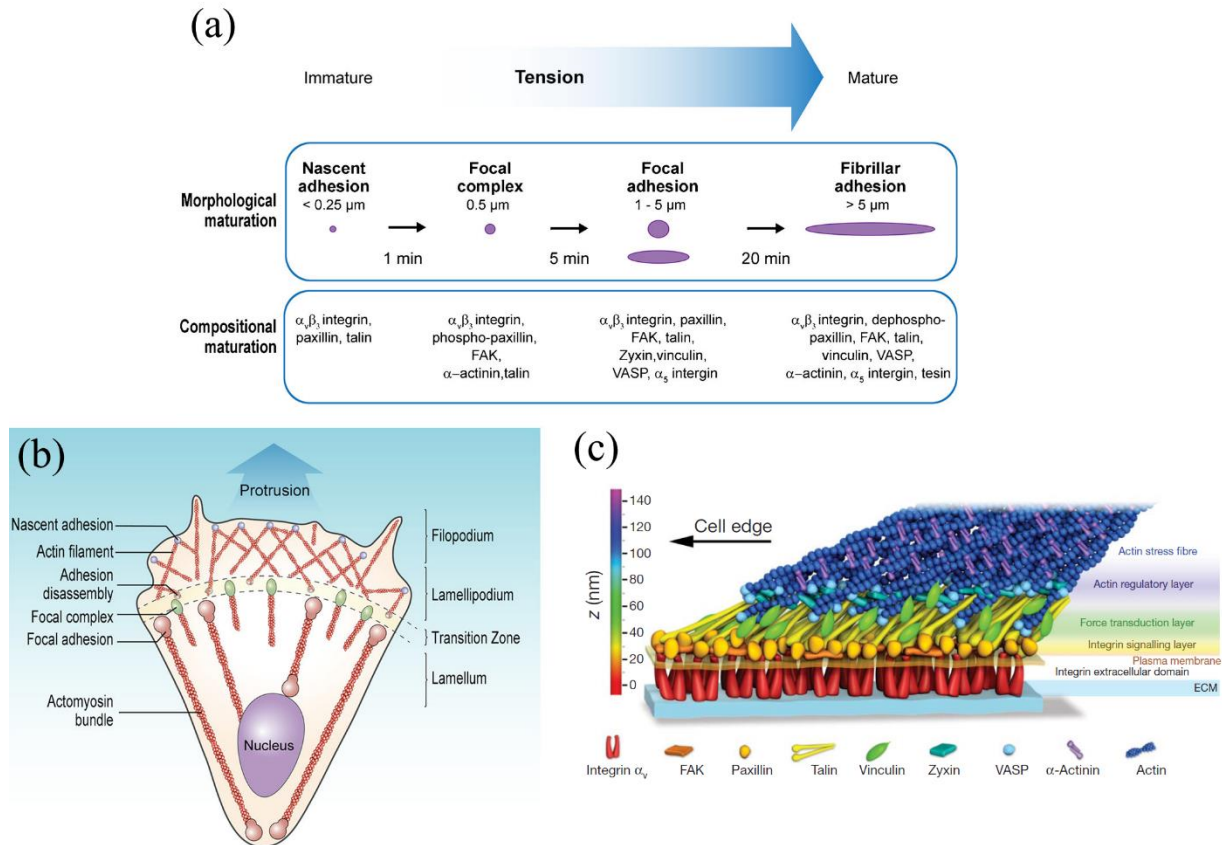 (a)
Immature
Tension
Mature
Morphological
maturation
Nascent
adhesion
< 0.25 µm
1 min
Focal
complex
0.5 µm
5 min
Focal
adhesion
1 - 5 µm
20 min
Fibrillar
adhesion
> 5 µm
Compositional
maturation
αvβ3 integrin,
paxillin, talin
αvβ3 integrin,
phospho-paxillin,
FAK,
α−actinin,talin
αvβ3 integrin, paxillin,
FAK, talin,
Zyxin,vinculin,
VASP, α5 intergin
αvβ3 integrin, dephospho-
paxillin, FAK, talin,
vinculin, VASP,
α−actinin, α5 intergin, tesin
(b)
Protrusion
Nascent adhesion
Actin filament
Adhesion
disassembly
Focal complex
Focal adhesion
Actomyosin
bundle
Nucleus
Filopodium
Lamellipodium
Transition Zone
Lamellum
(c)
z (nm)
140
120
100
80
60
40
20
0
Cell edge
Actin stress fibre
Actin regulatory layer
Force transduction layer
Integrin signalling layer
Plasma membrane
Integrin extracellular domain
ECM
Integrin αv
FAK
Paxillin
Talin
Vinculin
Zyxin
VASP
α-Actinin
Actin